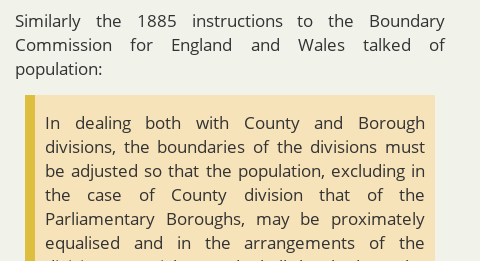 Similarly the 1885 instructions to the Boundary
Commission for England and Wales talked of
population:
In dealing both with County and Borough
divisions, the boundaries of the divisions must
be adjusted so that the population, excluding in
the case of County division that of the
Parliamentary Boroughs, may be proximately
equalised and in the arrangements of the